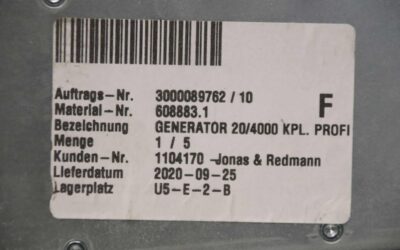 Auftrags-Nr. 3000089762 / 10
Material-Nr. 608883.1
F
Bezeichnung GENERATOR 20/4000 KPL. PROFI
Menge 1 / 5
Kunden-Nr. 1104170 -Jonas & Redmann
Lieferdatum 2020-09-25
Lagerplatz U5-E-2-B